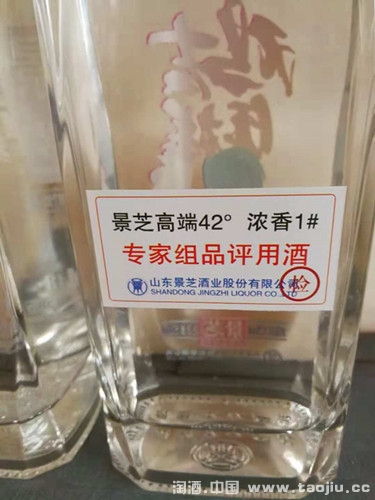 景芝高端42° 浓香1#
专家组品评用酒
山东景芝酒业股份有限公司
SHANDONG JINGZHI LIQUOR CO.,LTD
检
淘酒·中国 www.taojiu.cc